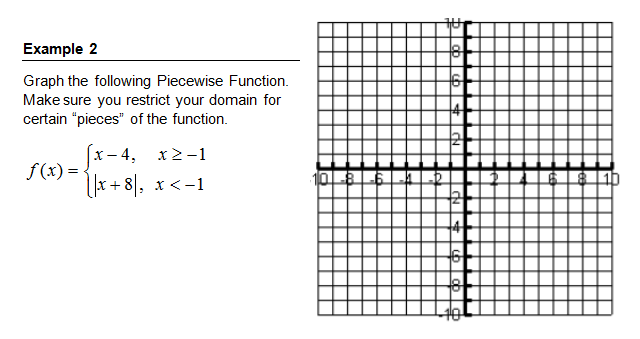 Example 2
Graph the following Piecewise Function.
Make sure you restrict your domain for
certain “pieces” of the function.
f(x) = { x – 4, x ≥ –1
|x + 8|, x < –1
10
8
6
4
2
10 -8 -6 -4 -2 2 4 6 8 10
-2
-4
-6
-8
-10